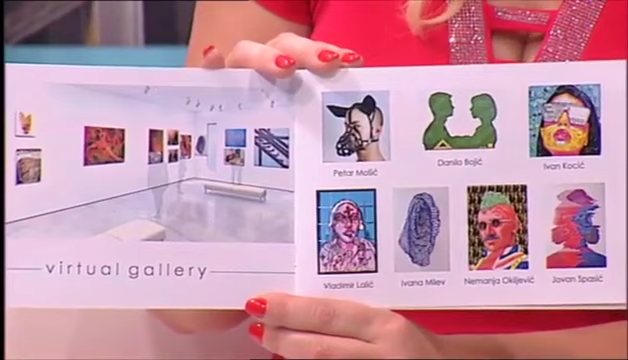 virtual gallery
Petar Mošić
Danilo Bojić
Ivan Kocić
Vladimir Lalić
Ivana Milev
Nemanja Okiljević
Jovan Spasić